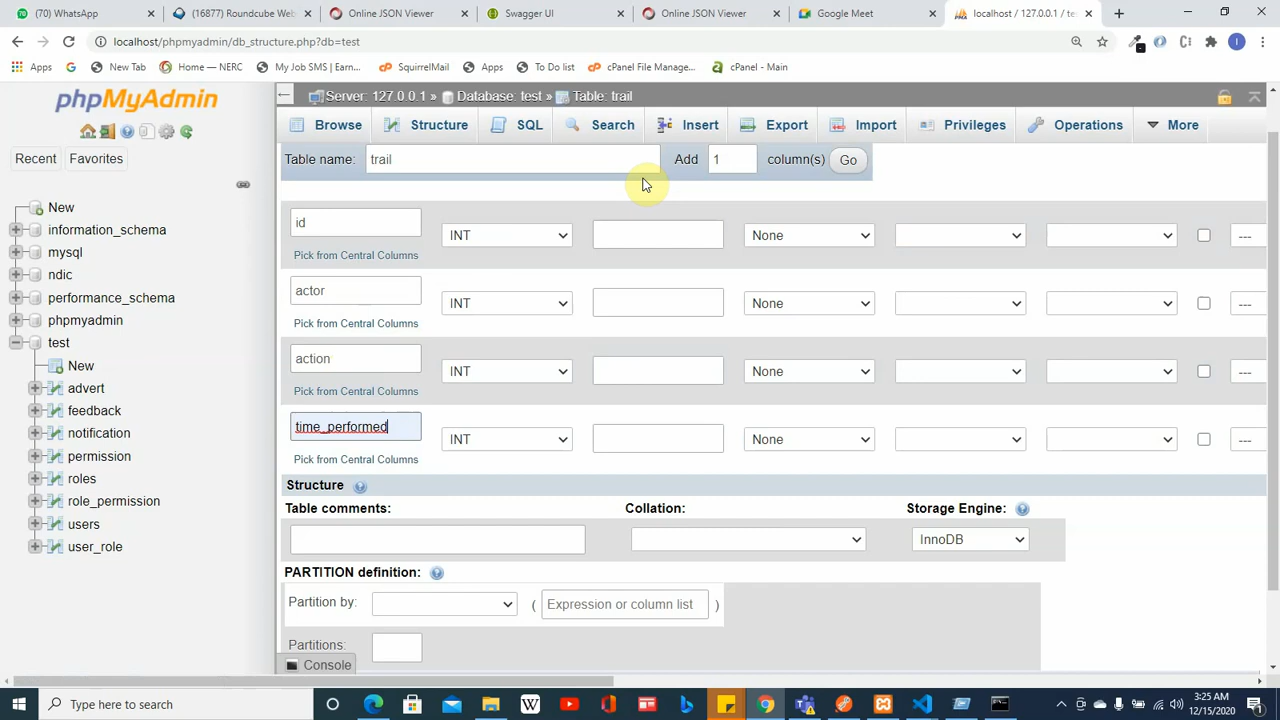 (70) WhatsApp
(16877) Roundcube Web
Online JSON Viewer
Swagger UI
Online JSON Viewer
Google Meet
localhost / 127.0.0.1 / te
localhost/phpmyadmin/db_structure.php?db=test
Apps
New Tab
Home — NERC
My Job SMS | Earn...
SquirrelMail
Apps
To Do list
cPanel File Manage...
cPanel - Main
phpMyAdmin
Server: 127.0.0.1 » Database: test » Table: trail
Browse
Structure
SQL
Search
Insert
Export
Import
Privileges
Operations
More
Recent
Favorites
Table name:
trail
Add
1
column(s)
Go
New
information_schema
mysql
ndic
performance_schema
phpmyadmin
test
New
advert
feedback
notification
permission
roles
role_permission
users
user_role
id
INT
None
---
Pick from Central Columns
actor
INT
None
---
Pick from Central Columns
action
INT
None
---
Pick from Central Columns
time_performed
INT
None
---
Pick from Central Columns
Structure
Table comments:
Collation:
Storage Engine:
InnoDB
PARTITION definition:
Partition by:
( Expression or column list )
Partitions:
Console
Type here to search
3:25 AM
12/15/2020